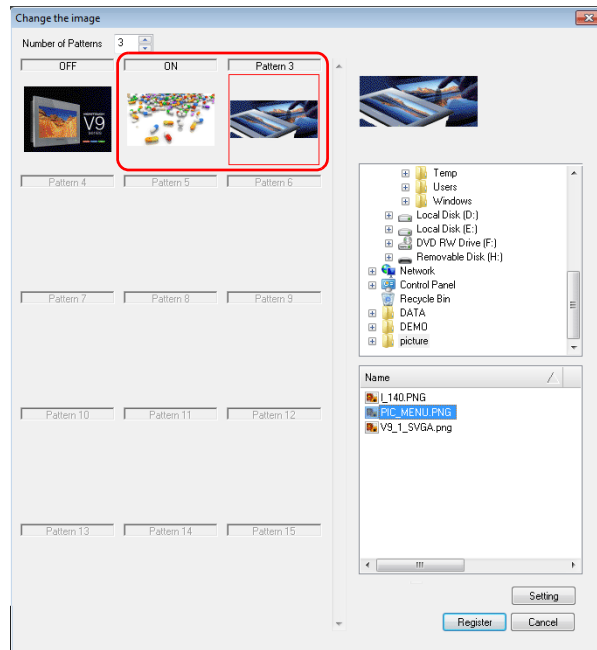 Change the image
Number of Patterns 3
OFF ON Pattern 3
V9
Pattern 4 Pattern 5 Pattern 6
Pattern 7 Pattern 8 Pattern 9
Pattern 10 Pattern 11 Pattern 12
Pattern 13 Pattern 14 Pattern 15
Temp
Users
Windows
Local Disk (D:)
Local Disk (E:)
DVD RW Drive (F:)
Removable Disk (H:)
Network
Control Panel
Recycle Bin
DATA
DEMO
picture
Name
I_140.PNG
PIC_MENU.PNG
V9_1_SVGA.png
Setting
Register Cancel